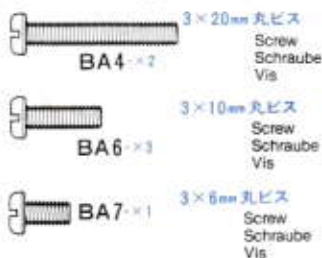 3×20mm 丸ビス
Screw
Schraube
Vis
BA4 ×2
3×10mm 丸ビス
Screw
Schraube
Vis
BA6 ×3
3×6mm 丸ビス
Screw
Schraube
Vis
BA7 ×1